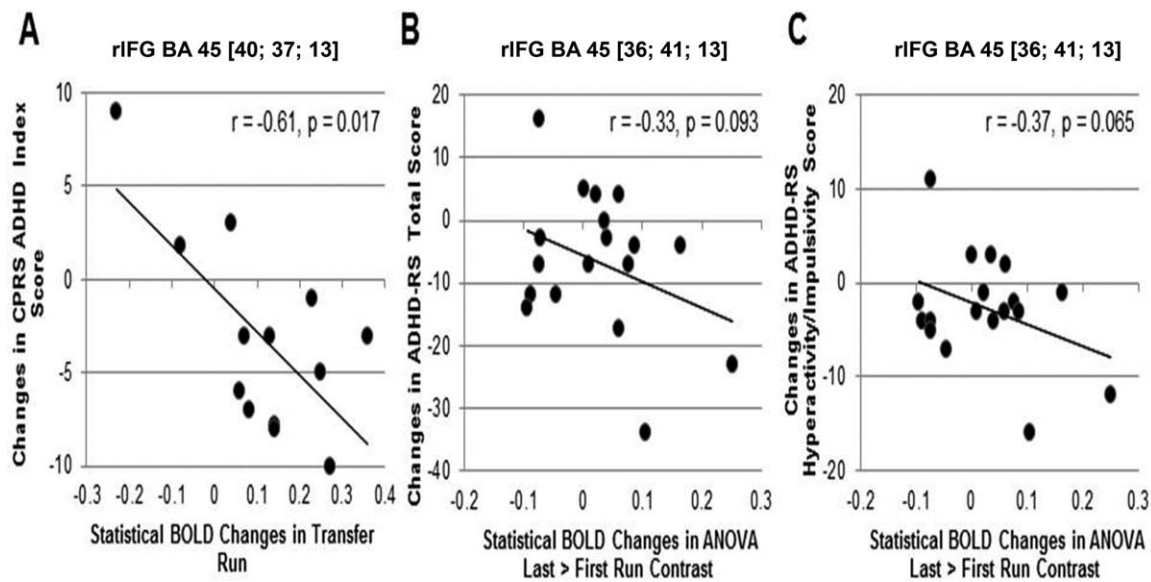 A
rIFG BA 45 [40; 37; 13]
r = -0.61, p = 0.017
Changes in CPRS ADHD Index
Score
10
5
0
-5
-10
-0.3 -0.2 -0.1 0 0.1 0.2 0.3 0.4
Statistical BOLD Changes in Transfer
Run
B
rIFG BA 45 [36; 41; 13]
r = -0.33, p = 0.093
Changes in ADHD-RS Total Score
20
10
0
-10
-20
-30
-40
-0.2 -0.1 0 0.1 0.2 0.3
Statistical BOLD Changes in ANOVA
Last > First Run Contrast
C
rIFG BA 45 [36; 41; 13]
r = -0.37, p = 0.065
Changes in ADHD-RS
Hyperactivity/Impulsivity Score
20
10
0
-10
-20
-0.2 -0.1 0 0.1 0.2 0.3
Statistical BOLD Changes in ANOVA
Last > First Run Contrast